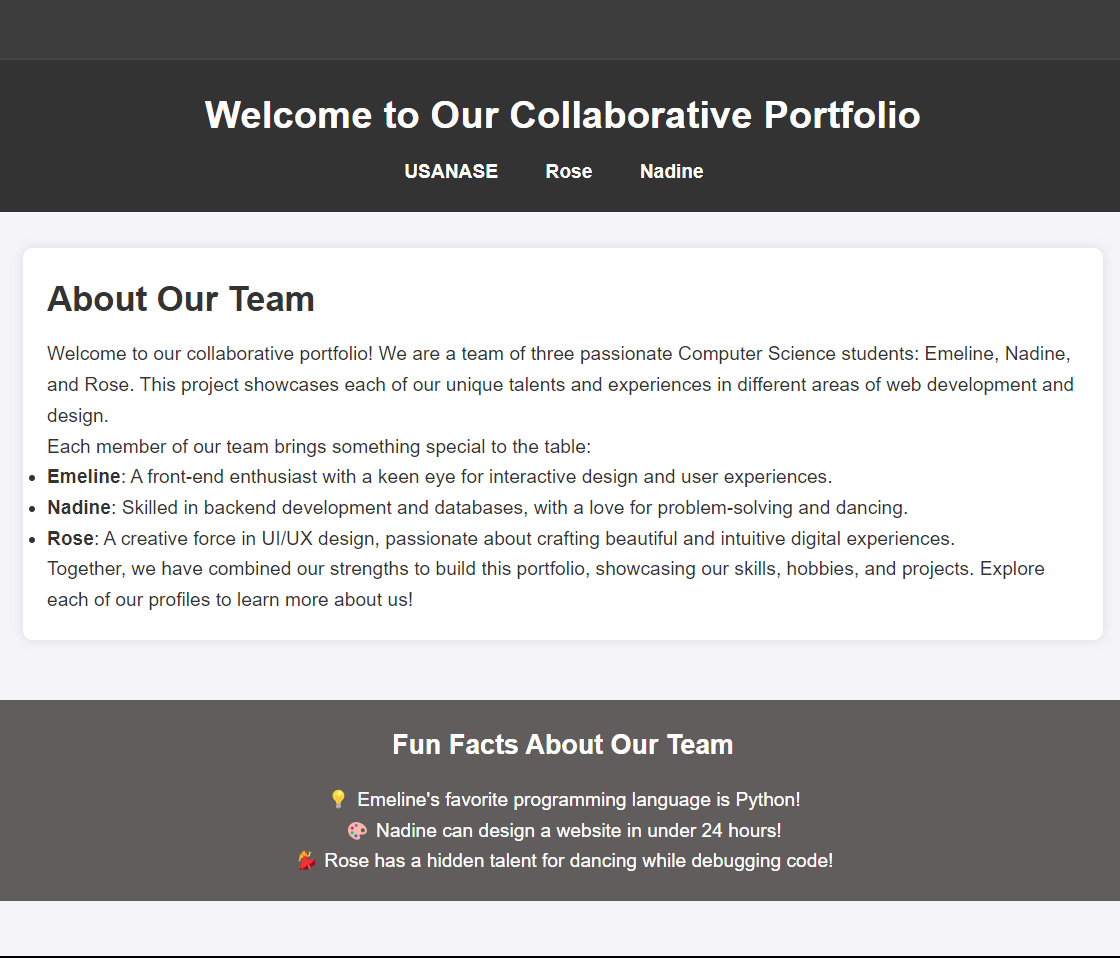 Welcome to Our Collaborative Portfolio
USANASE Rose Nadine
About Our Team
Welcome to our collaborative portfolio! We are a team of three passionate Computer Science students: Emeline, Nadine,
and Rose. This project showcases each of our unique talents and experiences in different areas of web development and
design.
Each member of our team brings something special to the table:
• Emeline: A front-end enthusiast with a keen eye for interactive design and user experiences.
• Nadine: Skilled in backend development and databases, with a love for problem-solving and dancing.
• Rose: A creative force in UI/UX design, passionate about crafting beautiful and intuitive digital experiences.
Together, we have combined our strengths to build this portfolio, showcasing our skills, hobbies, and projects. Explore
each of our profiles to learn more about us!
Fun Facts About Our Team
💡 Emeline's favorite programming language is Python!
🎨 Nadine can design a website in under 24 hours!
💃 Rose has a hidden talent for dancing while debugging code!